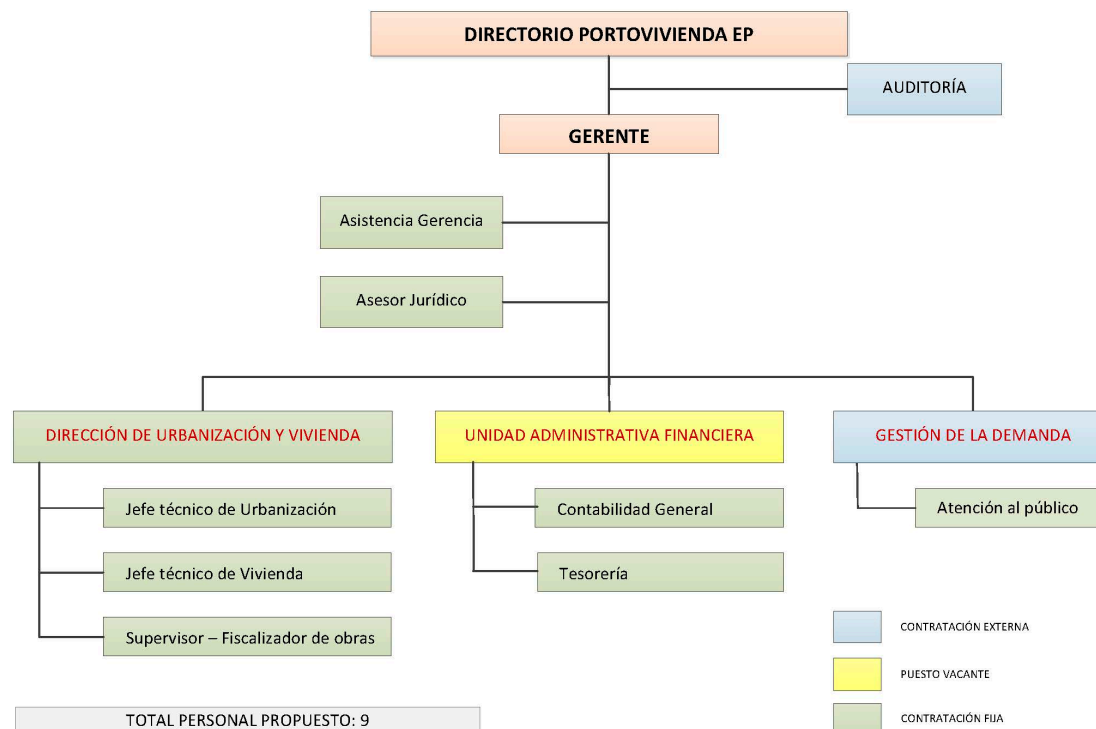 DIRECTORIO PORTOVIVIENDA EP
AUDITORÍA
GERENTE
Asistencia Gerencia
Asesor Jurídico
DIRECCIÓN DE URBANIZACIÓN Y VIVIENDA
UNIDAD ADMINISTRATIVA FINANCIERA
GESTIÓN DE LA DEMANDA
Jefe técnico de Urbanización
Contabilidad General
Atención al público
Jefe técnico de Vivienda
Tesorería
Supervisor – Fiscalizador de obras
CONTRATACIÓN EXTERNA
PUESTO VACANTE
CONTRATACIÓN FIJA
TOTAL PERSONAL PROPUESTO: 9